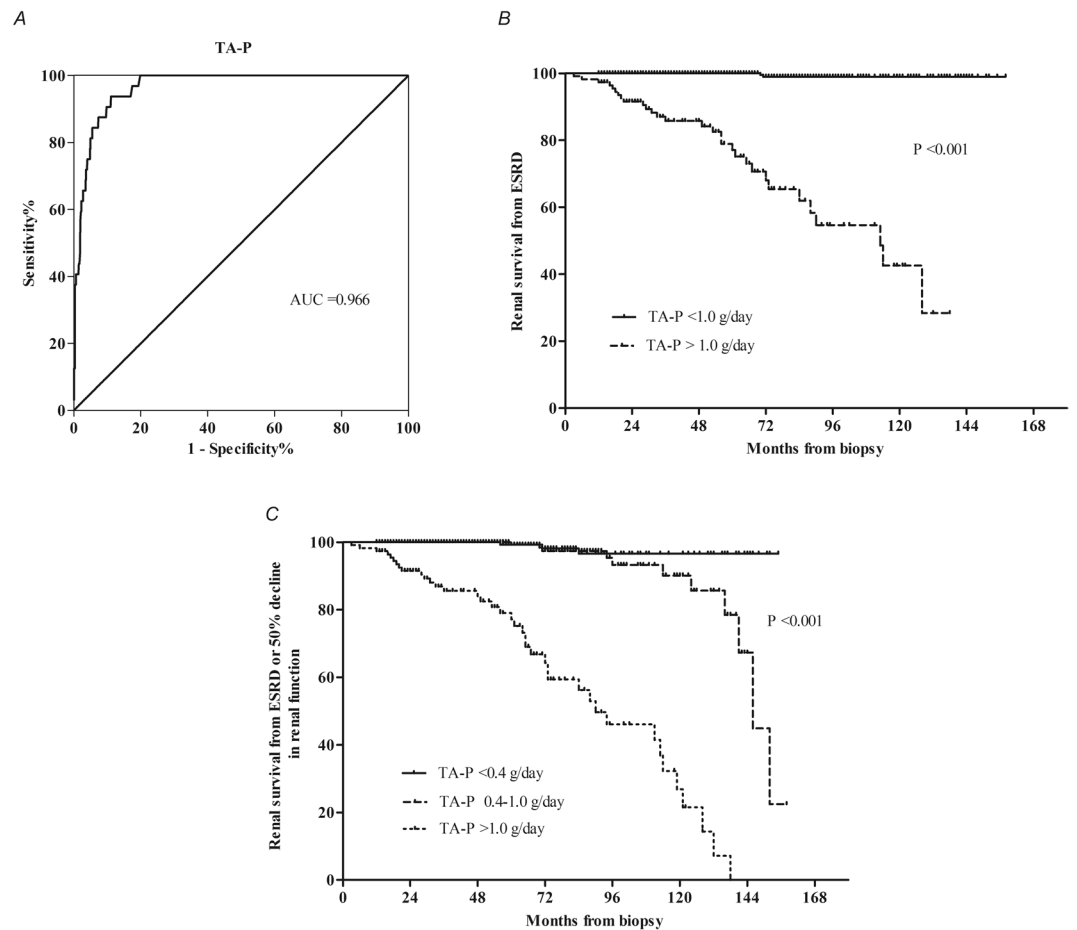 A
TA-P
100
80
60
40
20
0
Sensitivity%
AUC =0.966
0 20 40 60 80 100
1 - Specificity%
B
100
80
60
40
20
0
Renal survival from ESRD
P <0.001
TA-P <1.0 g/day
TA-P > 1.0 g/day
0 24 48 72 96 120 144 168
Months from biopsy
C
100
80
60
40
20
0
Renal survival from ESRD or 50% decline
in renal function
P <0.001
TA-P <0.4 g/day
TA-P 0.4-1.0 g/day
TA-P >1.0 g/day
0 24 48 72 96 120 144 168
Months from biopsy